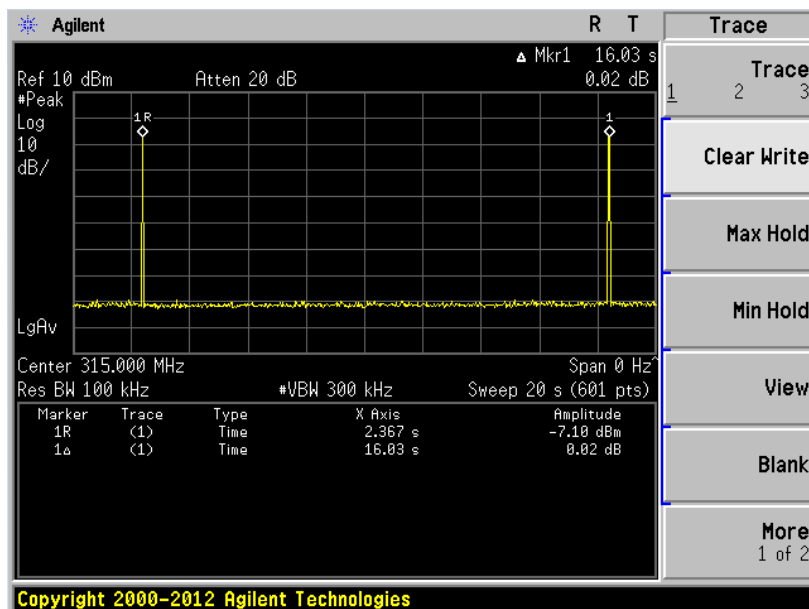 Agilent R T Trace
Δ Mkr1 16.03 s
Ref 10 dBm Atten 20 dB 0.02 dB
#Peak
Log
10
dB/
1R 1
LgAv
Center 315.000 MHz Span 0 Hz^
Res BW 100 kHz #VBW 300 kHz Sweep 20 s (601 pts)
Marker Trace Type X Axis Amplitude
1R (1) Time 2.367 s -7.10 dBm
1Δ (1) Time 16.03 s 0.02 dB
Trace
1 2 3
Clear Write
Max Hold
Min Hold
View
Blank
More
1 of 2
Copyright 2000-2012 Agilent Technologies